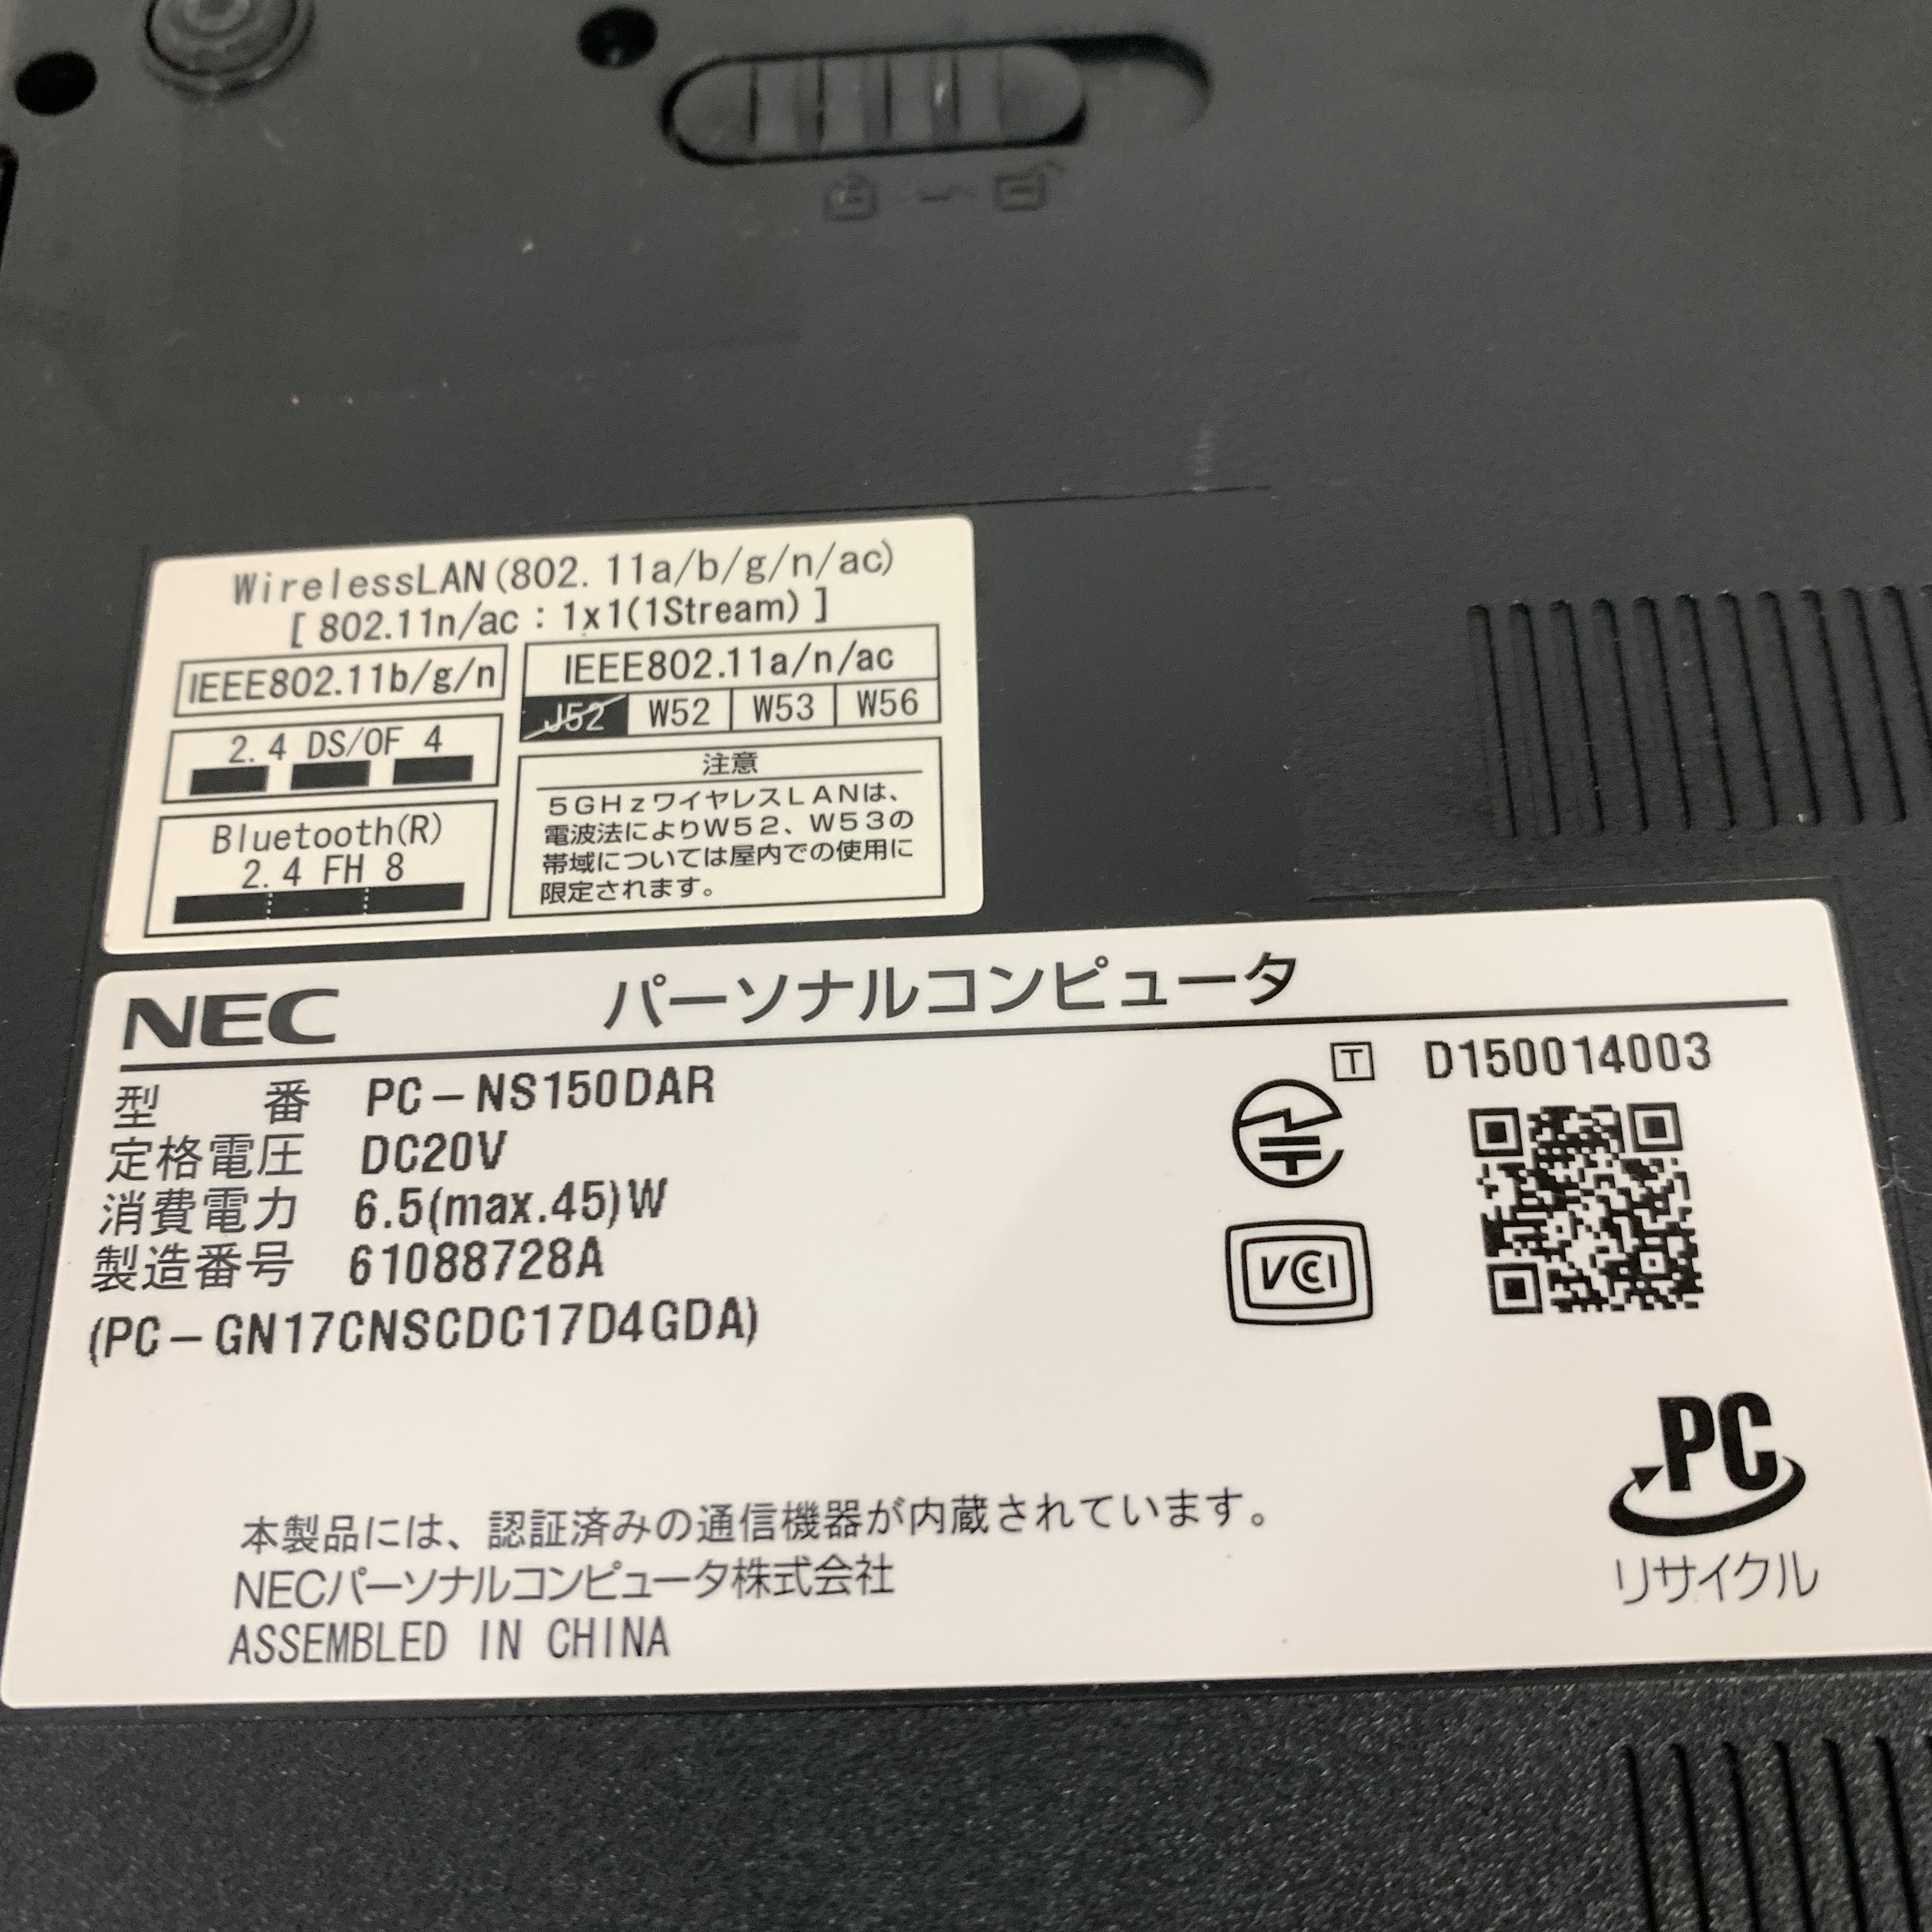 WirelessLAN(802.11a/b/g/n/ac)
[ 802.11n/ac : 1x1(1Stream) ]
IEEE802.11b/g/n
IEEE802.11a/n/ac
J52 W52 W53 W56
2.4 DS/OF 4
Bluetooth(R)
2.4 FH 8
注意
5GHzワイヤレスLANは、
電波法によりW52、W53の
帯域については屋内での使用に
限定されます。
NEC パーソナルコンピュータ
型 番 PC-NS150DAR
定格電圧 DC20V
消費電力 6.5(max.45)W
製造番号 61088728A
(PC-GN17CNSCDC17D4GDA)
T D150014003
VCCI
PC
リサイクル
本製品には、認証済みの通信機器が内蔵されています。
NECパーソナルコンピュータ株式会社
ASSEMBLED IN CHINA